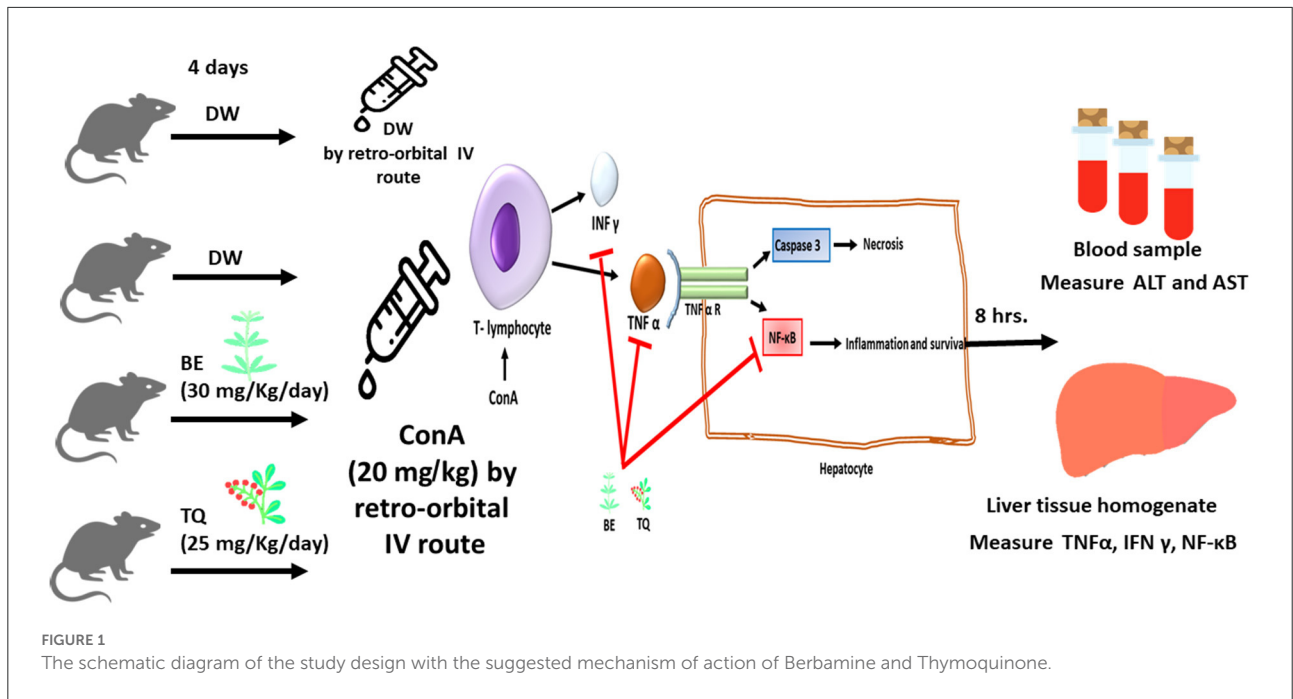 4 days
DW
DW
by retro-orbital IV
route
DW
BE
(30 mg/Kg/day)
TQ
(25 mg/Kg/day)
ConA
(20 mg/kg) by
retro-orbital
IV route
T- lymphocyte
ConA
INF γ
TNF α
TNF α R
Caspase 3
Necrosis
NF-κB
Inflammation and survival
Hepatocyte
BE
TQ
8 hrs.
Blood sample
Measure ALT and AST
Liver tissue homogenate
Measure TNFα, IFN γ, NF-κB
FIGURE 1
The schematic diagram of the study design with the suggested mechanism of action of Berbamine and Thymoquinone.